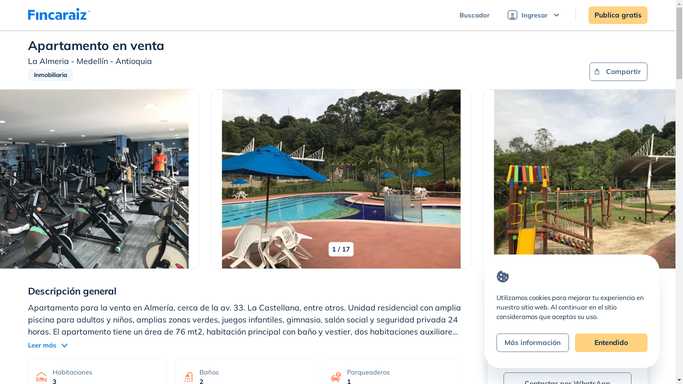 Fincaraiz
Buscador
Ingresar
Publica gratis
Apartamento en venta
La Almeria - Medellín - Antioquia
Inmobiliaria
Compartir
1 / 17
Descripción general
Apartamento para la venta en Almería, cerca de la av. 33. La Castellana, entre otros. Unidad residencial con amplia
piscina para adultos y niños, amplias zonas verdes, juegos infantiles, gimnasio, salón social y seguridad privada 24
horas. El apartamento tiene un área de 76 mt2, habitación principal con baño y vestier, dos habitaciones auxiliare...
Leer más
Habitaciones
3
Baños
2
Parqueaderos
1
Utilizamos cookies para mejorar tu experiencia en
nuestro sitio web. Al continuar en el sitio
consideramos que aceptas su uso.
Más información
Entendido
Contactar por WhatsApp